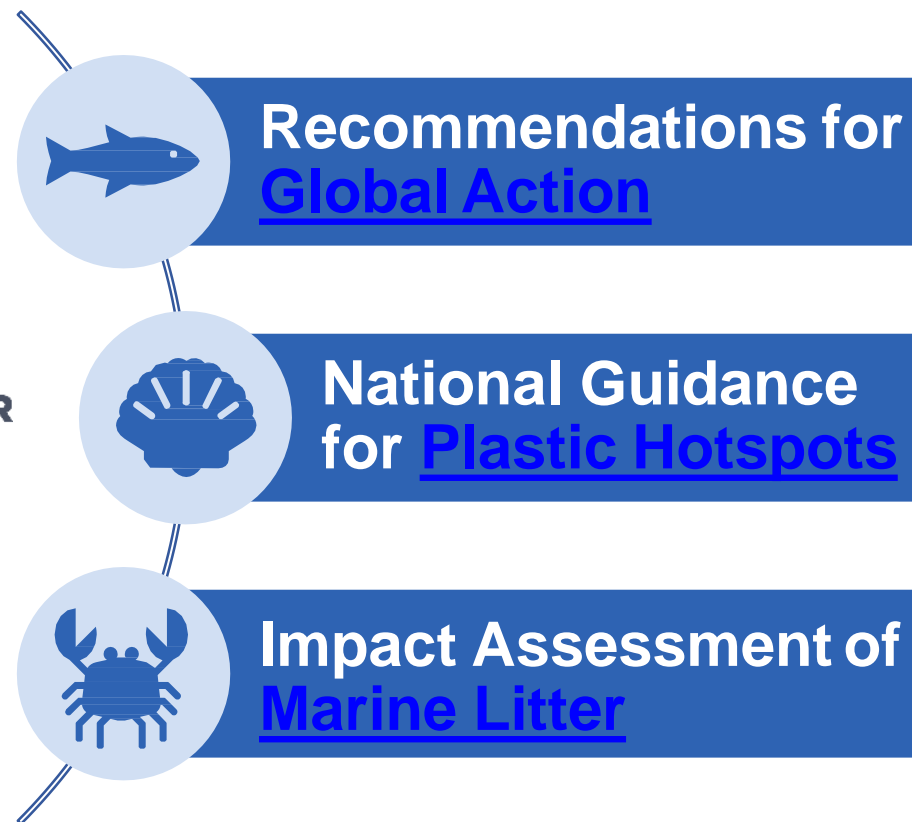 Recommendations for
Global Action
R
National Guidance
for Plastic Hotspots
Impact Assessment of
Marine Litter